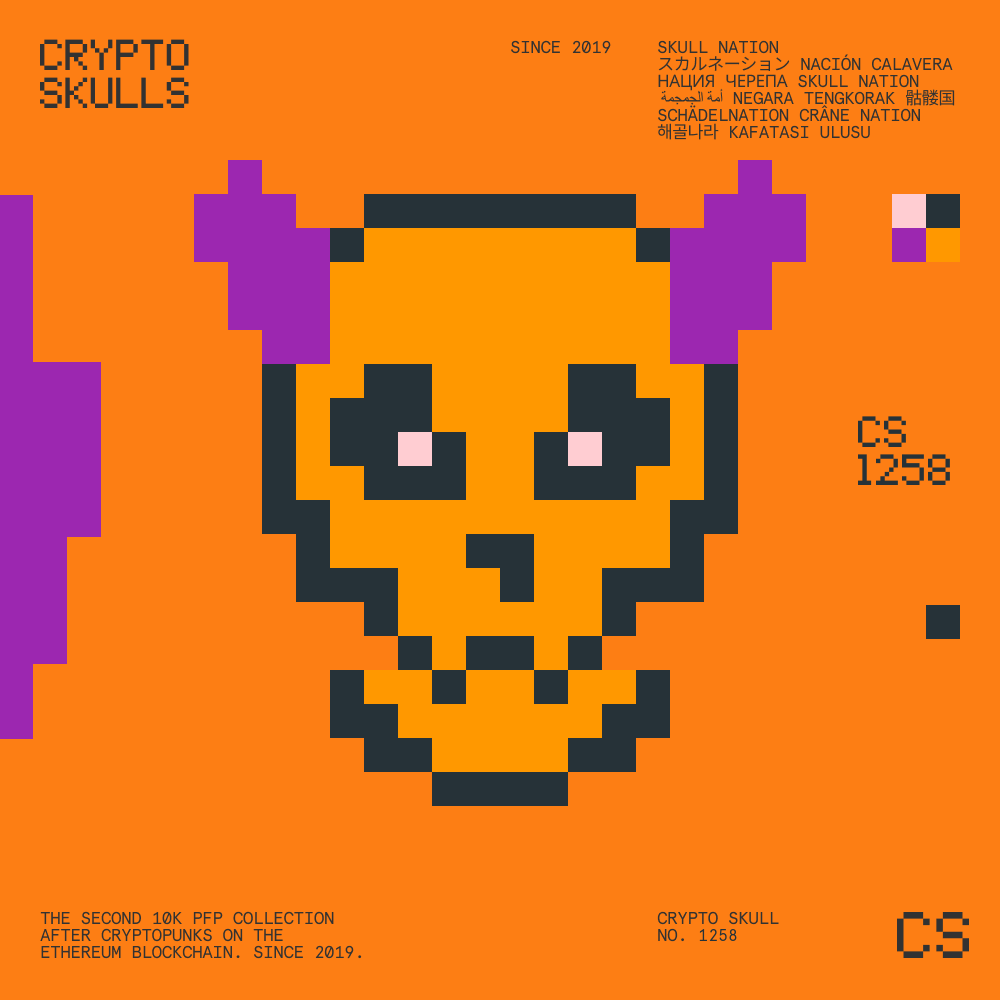 CRYPTO
SKULLS
SINCE 2019
SKULL NATION
スカルネーション NACIÓN CALAVERA
НАЦИЯ ЧЕРЕПА SKULL NATION
أمة الجمجمة NEGARA TENGKORAK 骷髅国
SCHÄDELNATION CRÂNE NATION
해골나라 KAFATASI ULUSU
CS
1258
THE SECOND 10K PFP COLLECTION
AFTER CRYPTOPUNKS ON THE
ETHEREUM BLOCKCHAIN. SINCE 2019.
CRYPTO SKULL
NO. 1258
CS